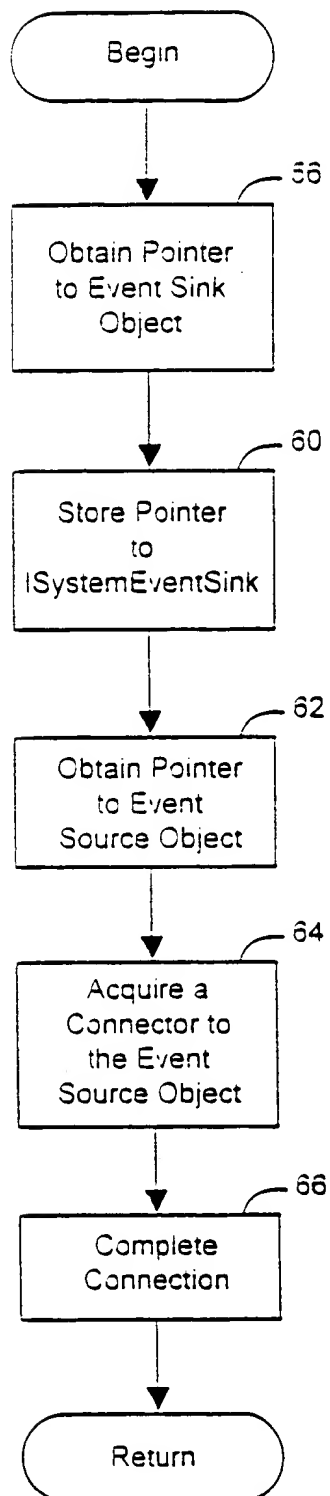 Begin
56
Obtain Pointer
to Event Sink
Object
60
Store Pointer
to
ISystemEventSink
62
Obtain Pointer
to Event
Source Object
64
Acquire a
Connector to
the Event
Source Object
66
Complete
Connection
Return